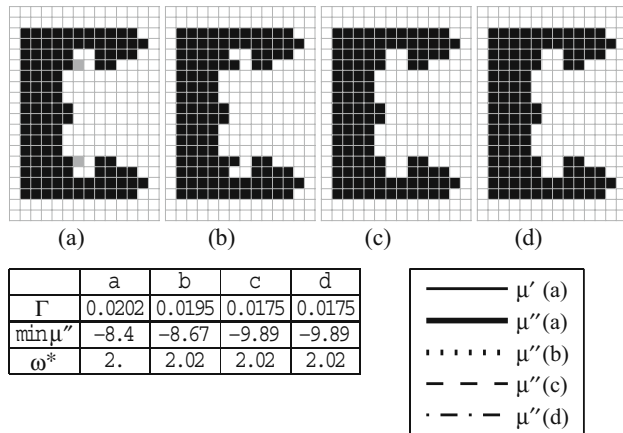 (a) (b) (c) (d)
a b c d
Γ 0.0202 0.0195 0.0175 0.0175
min μ″ −8.4 −8.67 −9.89 −9.89
ω* 2. 2.02 2.02 2.02
μ′ (a)
μ″ (a)
μ″ (b)
μ″ (c)
μ″ (d)